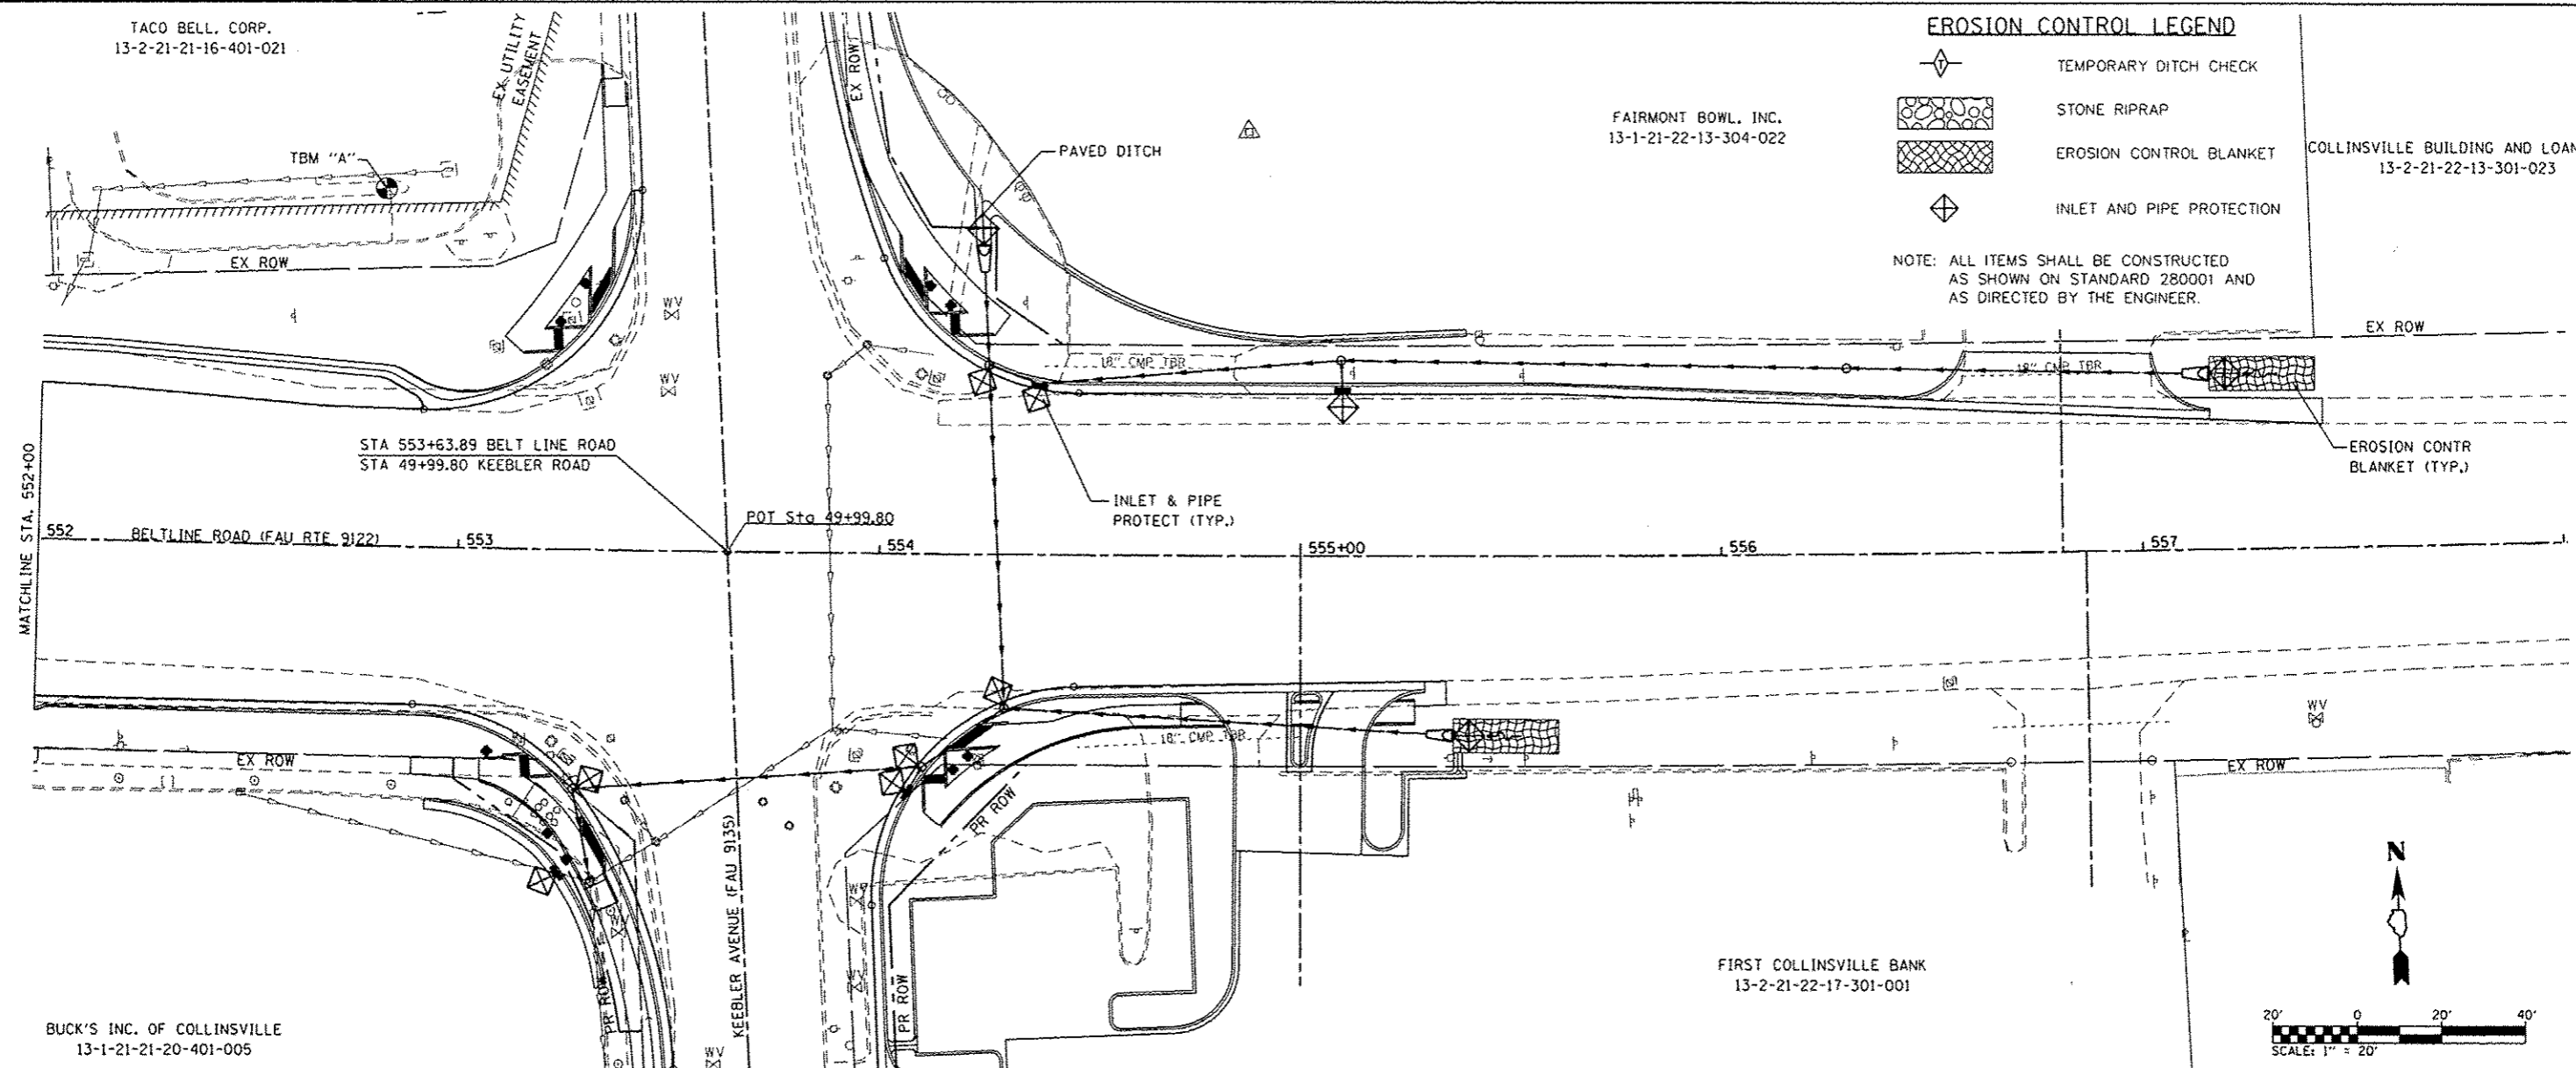 TACO BELL. CORP.
13-2-21-21-16-401-021
EX UTILITY
EASEMENT
TBM "A"
EX ROW
EX ROW
PAVED DITCH
FAIRMONT BOWL. INC.
13-1-21-22-13-304-022
EROSION CONTROL LEGEND
T
TEMPORARY DITCH CHECK
STONE RIPRAP
EROSION CONTROL BLANKET
INLET AND PIPE PROTECTION
NOTE: ALL ITEMS SHALL BE CONSTRUCTED
AS SHOWN ON STANDARD 280001 AND
AS DIRECTED BY THE ENGINEER.
COLLINSVILLE BUILDING AND LOAN
13-2-21-22-13-301-023
EX ROW
WV
WV
18" CMP TBR
18" CMP TBR
STA 553+63.89 BELT LINE ROAD
STA 49+99.80 KEEBLER ROAD
POT Sta 49+99.80
INLET & PIPE
PROTECT (TYP.)
EROSION CONTR
BLANKET (TYP.)
MATCHLINE STA. 552+00
552
BELTLINE ROAD (FAU RTE 9122)
553
554
555+00
556
557
EX ROW
18" CMP TBR
PR ROW
KEEBLER AVENUE (FAU 9135)
WV
EX ROW
PR ROW
PR ROW
WV
FIRST COLLINSVILLE BANK
13-2-21-22-17-301-001
BUCK'S INC. OF COLLINSVILLE
13-1-21-21-20-401-005
N
20'
0
20'
40'
SCALE: 1" = 20'